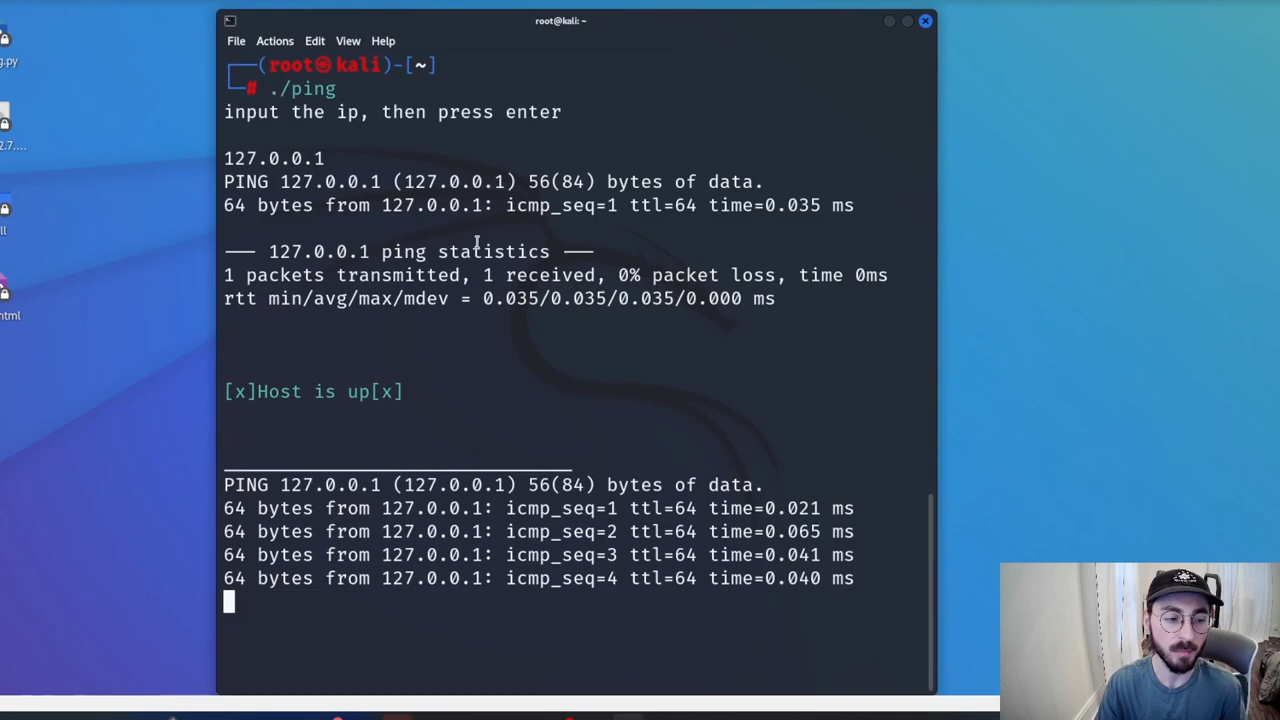 root@kali: ~
File Actions Edit View Help
g.py
┌──(root㉿kali)-[~]
└─# ./ping
input the ip, then press enter
2.7....
127.0.0.1
PING 127.0.0.1 (127.0.0.1) 56(84) bytes of data.
64 bytes from 127.0.0.1: icmp_seq=1 ttl=64 time=0.035 ms
ll
─── 127.0.0.1 ping statistics ───
1 packets transmitted, 1 received, 0% packet loss, time 0ms
rtt min/avg/max/mdev = 0.035/0.035/0.035/0.000 ms
html
[x]Host is up[x]
_______________________________
PING 127.0.0.1 (127.0.0.1) 56(84) bytes of data.
64 bytes from 127.0.0.1: icmp_seq=1 ttl=64 time=0.021 ms
64 bytes from 127.0.0.1: icmp_seq=2 ttl=64 time=0.065 ms
64 bytes from 127.0.0.1: icmp_seq=3 ttl=64 time=0.041 ms
64 bytes from 127.0.0.1: icmp_seq=4 ttl=64 time=0.040 ms